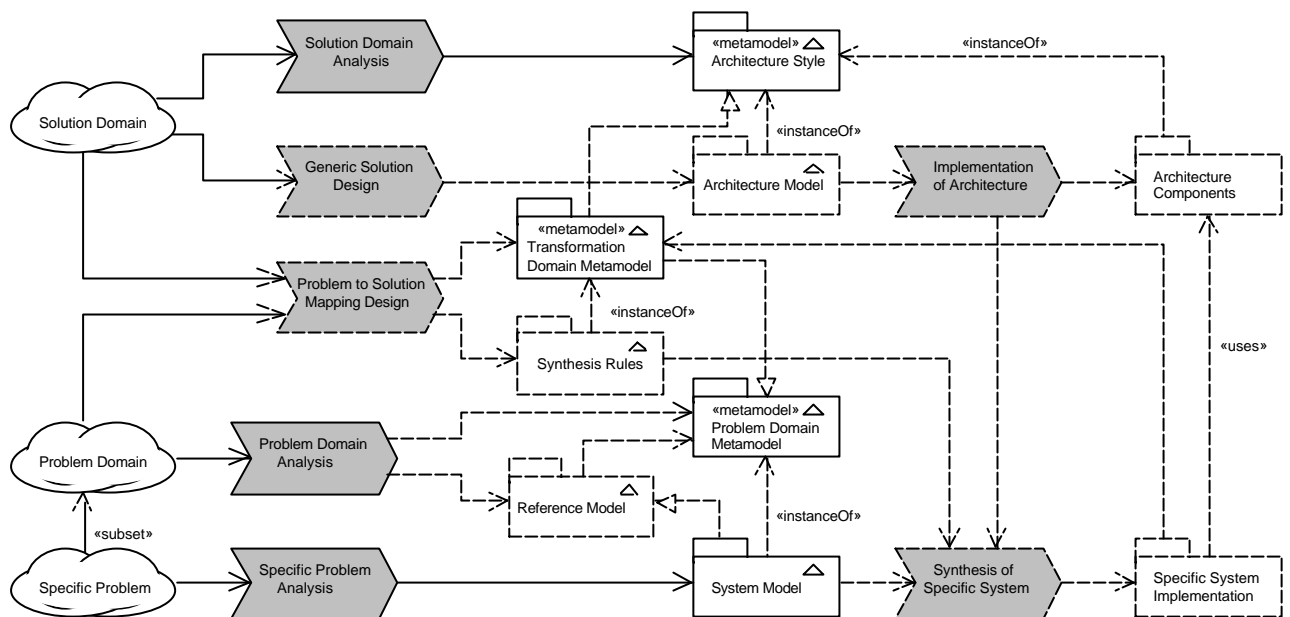 Solution Domain
Analysis
«metamodel»
Architecture Style
«instanceOf»
Solution Domain
«instanceOf»
Generic Solution
Design
Architecture Model
Implementation
of Architecture
Architecture
Components
«metamodel»
Transformation
Domain Metamodel
Problem to Solution
Mapping Design
«instanceOf»
Synthesis Rules
«uses»
«metamodel»
Problem Domain
Metamodel
Problem Domain
Problem Domain
Analysis
Reference Model
«instanceOf»
«subset»
Specific Problem
Specific Problem
Analysis
System Model
Synthesis of
Specific System
Specific System
Implementation